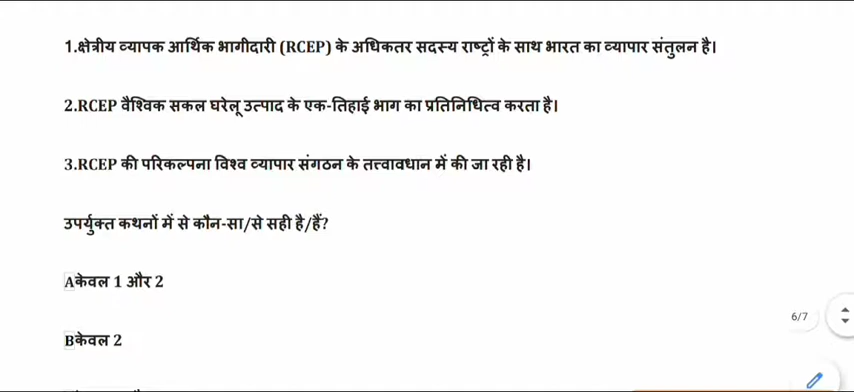 1.क्षेत्रीय व्यापक आर्थिक भागीदारी (RCEP) के अधिकतर सदस्य राष्ट्रों के साथ भारत का व्यापार संतुलन है।
2.RCEP वैश्विक सकल घरेलू उत्पाद के एक-तिहाई भाग का प्रतिनिधित्व करता है।
3.RCEP की परिकल्पना विश्व व्यापार संगठन के तत्त्वावधान में की जा रही है।
उपर्युक्त कथनों में से कौन-सा/से सही है/हैं?
Aकेवल 1 और 2
6/7
Bकेवल 2